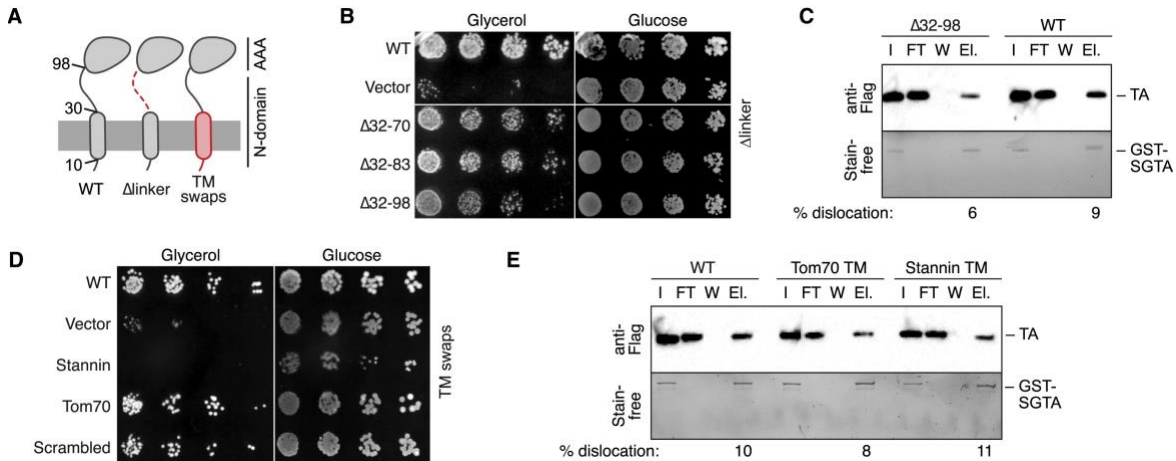 A
98
30
10
AAA
N-domain
WT
Δlinker
TM
swaps
B
Glycerol
Glucose
WT
Vector
Δ32-70
Δ32-83
Δ32-98
Δlinker
C
Δ32-98
WT
I FT W El.
I FT W El.
anti-
Flag
– TA
Stain-
free
– GST-
SGTA
% dislocation:
6
9
D
Glycerol
Glucose
WT
Vector
Stannin
Tom70
Scrambled
TM swaps
E
WT
Tom70 TM
Stannin TM
I FT W El.
I FT W El.
I FT W El.
anti-
Flag
– TA
Stain-
free
– GST-
SGTA
% dislocation:
10
8
11